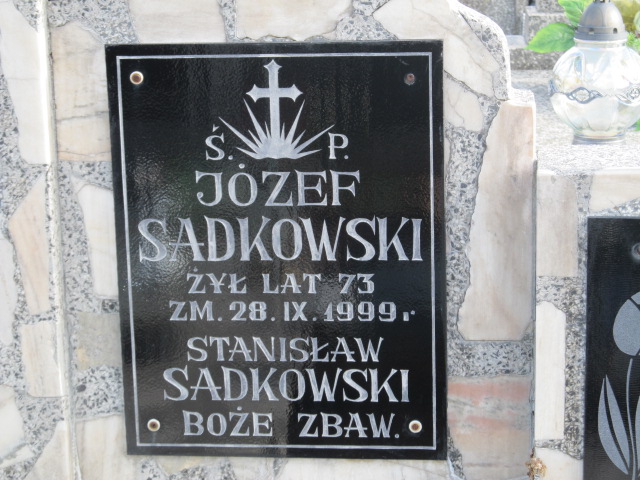 Ś. P.
JÓZEF
SADKOWSKI
ŻYŁ LAT 73
ZM. 28. IX. 1999 r
STANISŁAW
SADKOWSKI
BOŻE ZBAW.